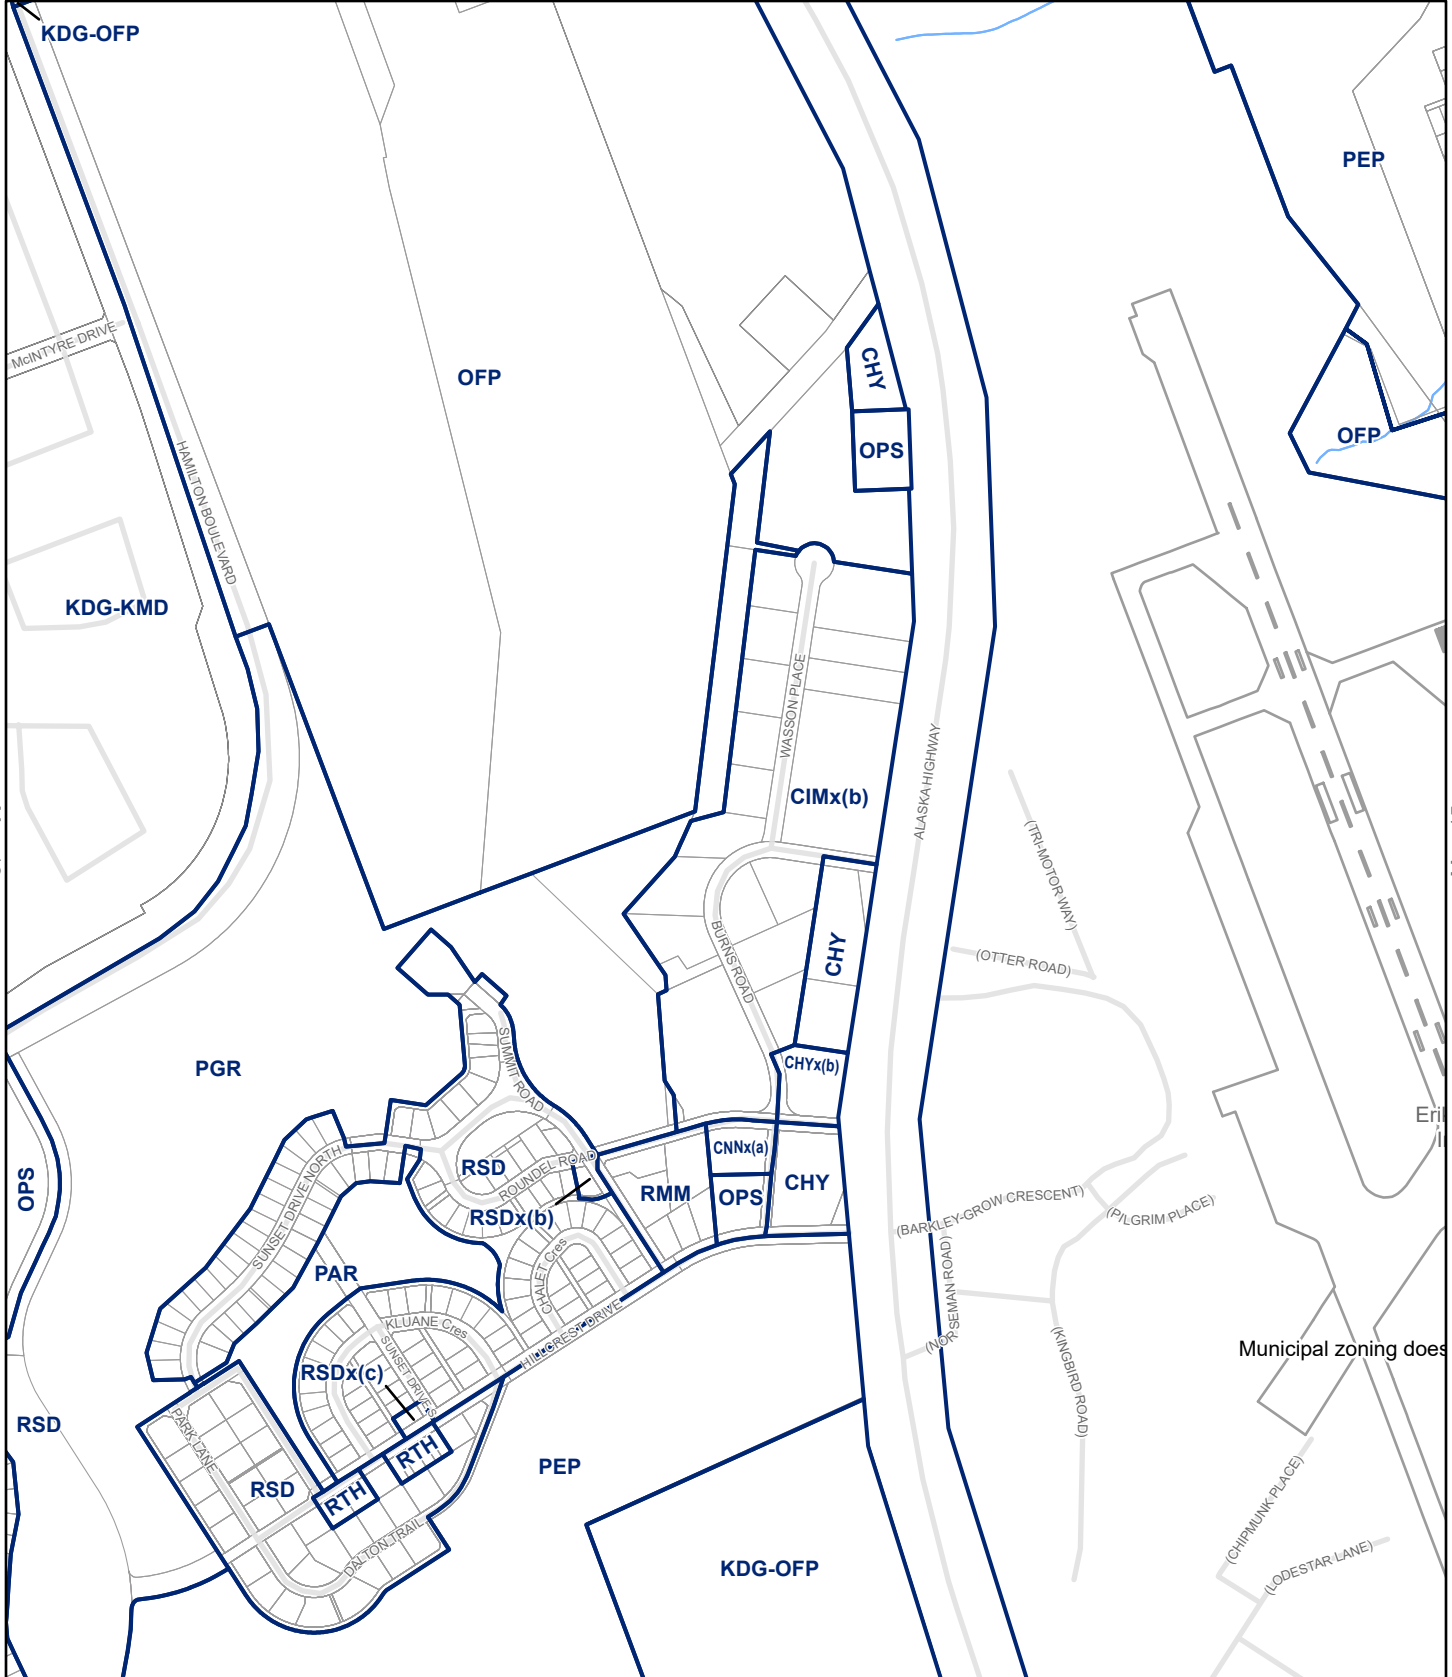 KDG-OFP
PEP
McINTYRE DRIVE
CHY
OFP
OFP
OPS
HAMILTON BOULEVARD
KDG-KMD
WASSON PLACE
CIMx(b)
ALASKA HIGHWAY
(TRI-MOTOR WAY)
BURNS ROAD
CHY
(OTTER ROAD)
SUMMIT ROAD
PGR
CHYx(b)
Eri
CNNx(a)
RSD
ROUNDEL ROAD
OPS
RMM
OPS
CHY
SUNSET DRIVE NORTH
RSDx(b)
(BARKLEY-GROW CRESCENT)
(PILGRIM PLACE)
PAR
CHALET Cres
(NORSEMAN ROAD)
KLUANE Cres
HILLCREST DRIVE
Municipal zoning does
RSDx(c)
SUNSET DRIVE S
(KINGBIRD ROAD)
RSD
PARK LANE
RTH
PEP
RSD
RTH
(CHIPMUNK PLACE)
DALTON TRAIL
KDG-OFP
(LODESTAR LANE)